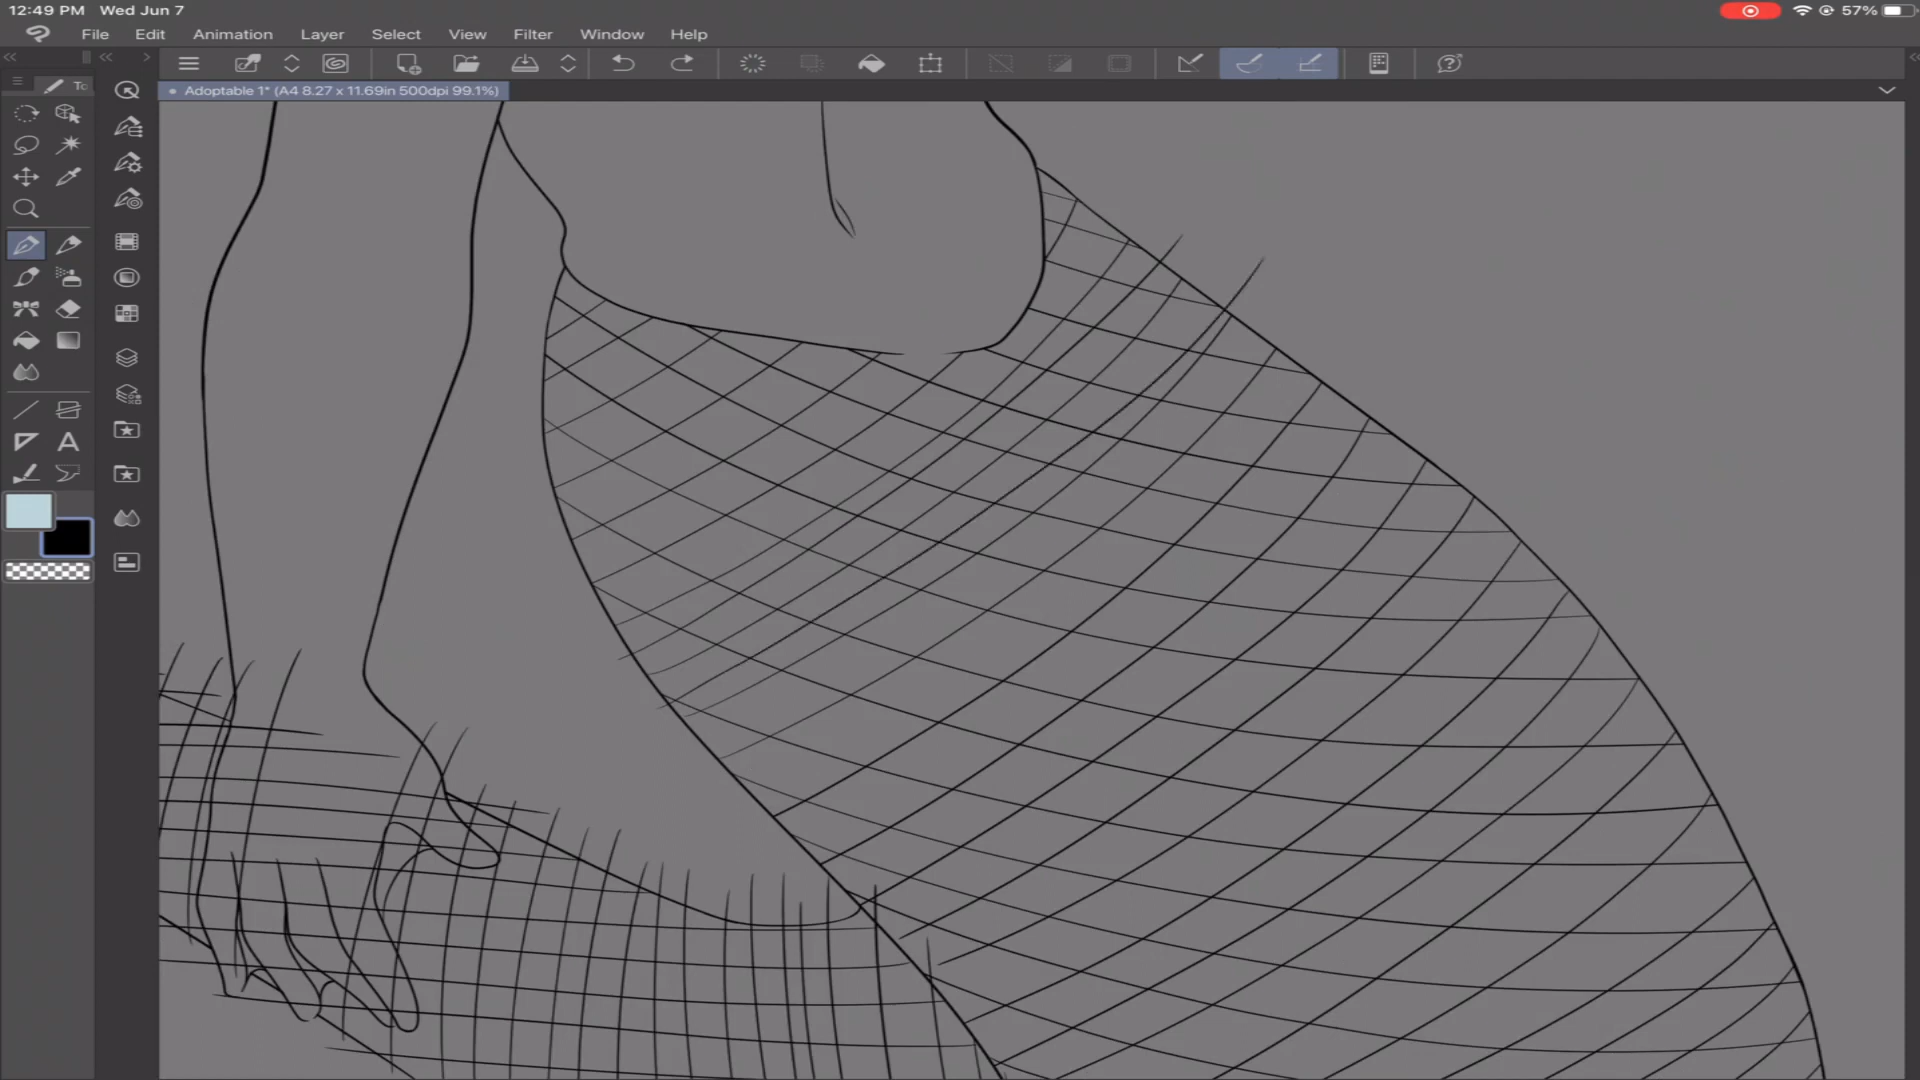 12:49 PM Wed Jun 7 57%
File Edit Animation Layer Select View Filter Window Help
To
Adoptable 1* (A4 8.27 x 11.69in 500dpi 99.1%)
A